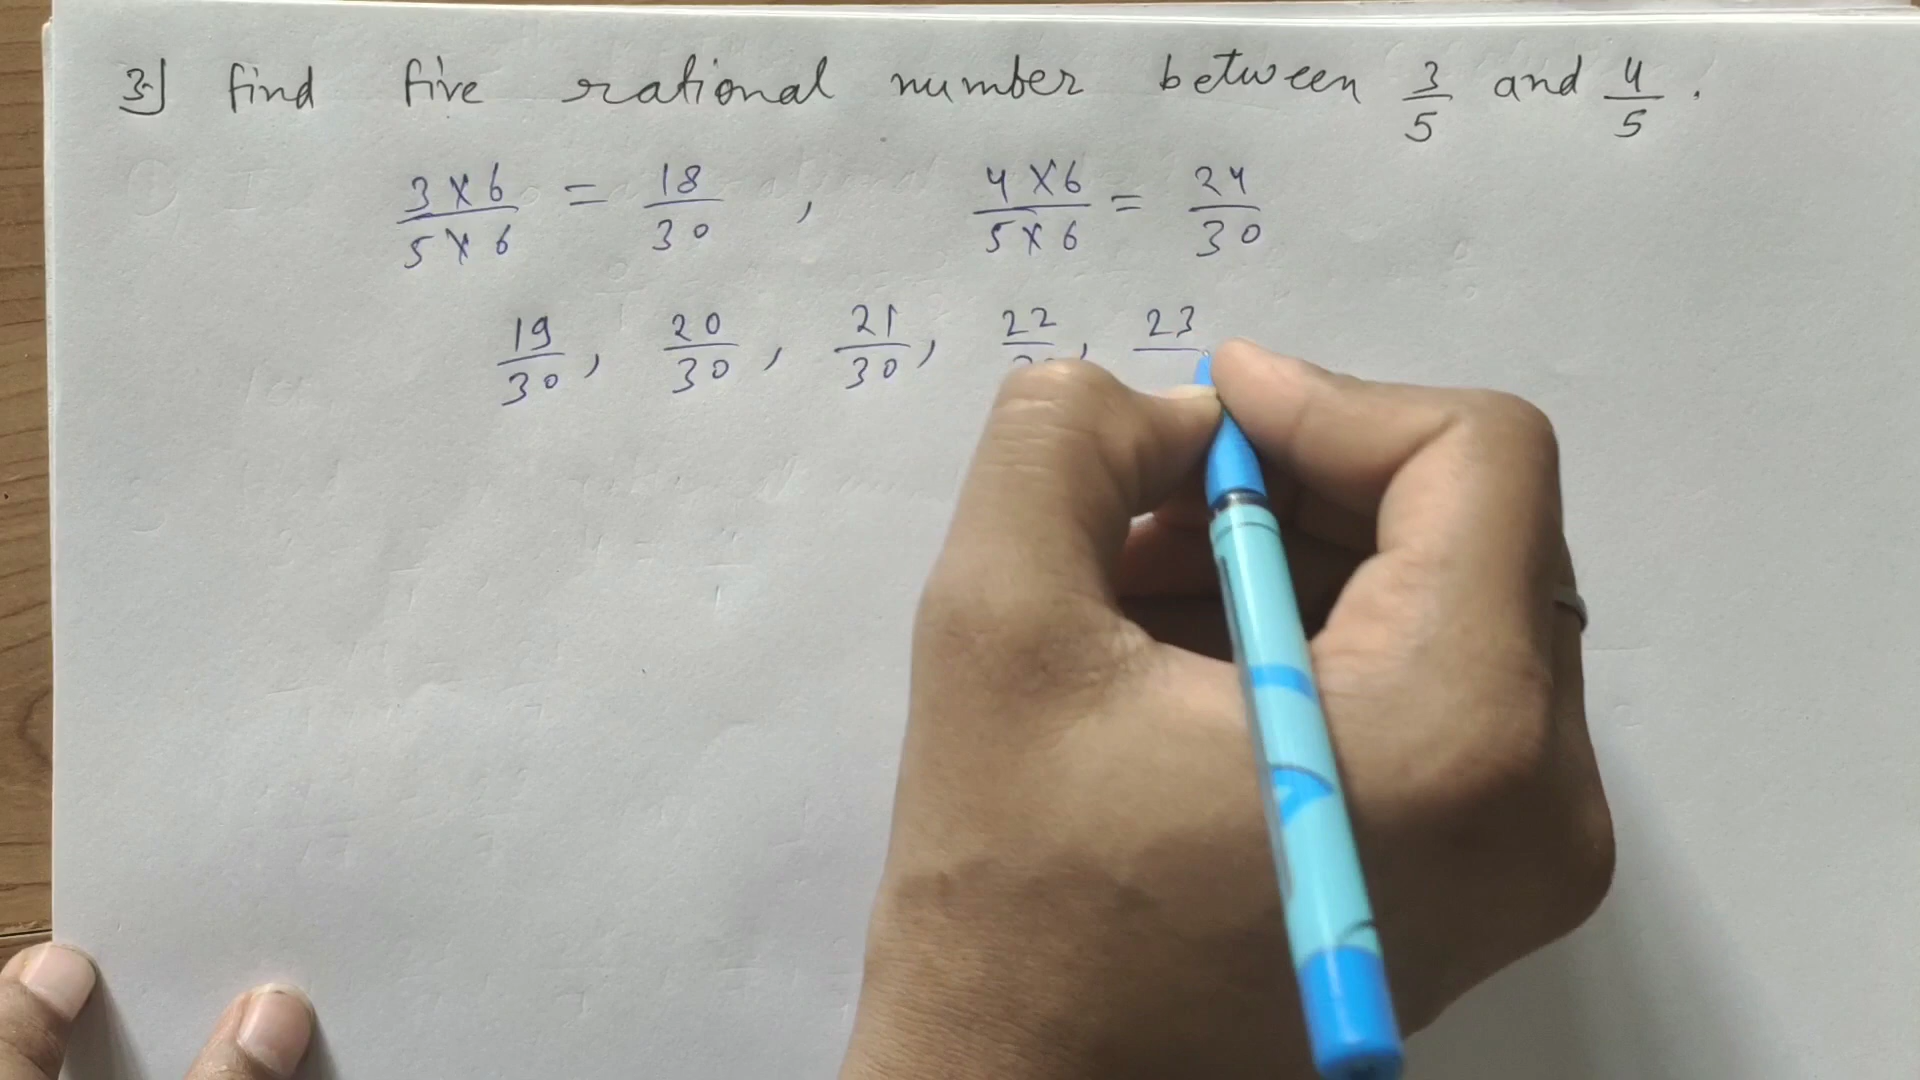 3) find five rational number between 3/5 and 4/5 .
3 X 6 / 5 X 6 = 18/30 , 4 X 6 / 5 X 6 = 24/30
19/30 , 20/30 , 21/30 , 22/30 , 23